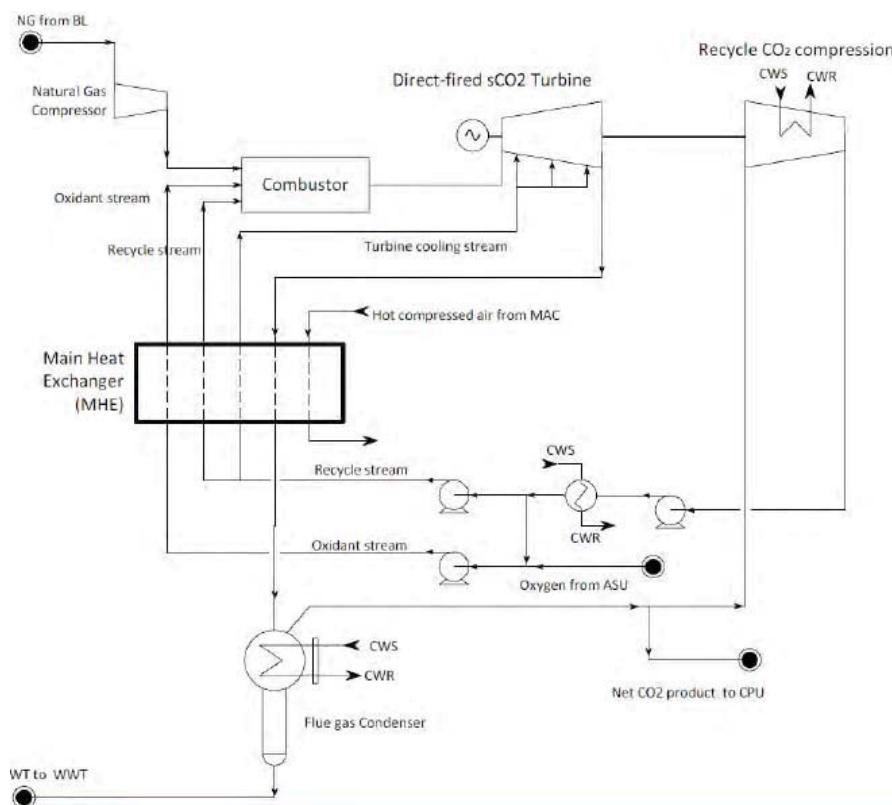 NG from BL
Recycle CO₂ compression
CWS
CWR
Direct-fired sCO2 Turbine
Natural Gas
Compressor
Combustor
Oxidant stream
Recycle stream
Turbine cooling stream
Hot compressed air from MAC
Main Heat
Exchanger
(MHE)
CWS
Recycle stream
CWR
Oxidant stream
Oxygen from ASU
CWS
CWR
Net CO2 product to CPU
Flue gas Condenser
WT to WWT